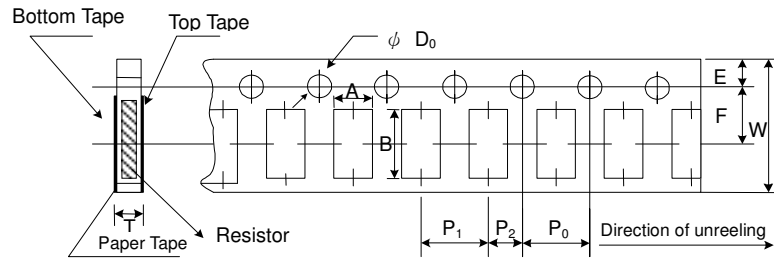 Bottom Tape
Top Tape
ϕ D₀
E
A
F
W
B
T
P₁
P₂
P₀
Direction of unreeling
Resistor
Paper Tape